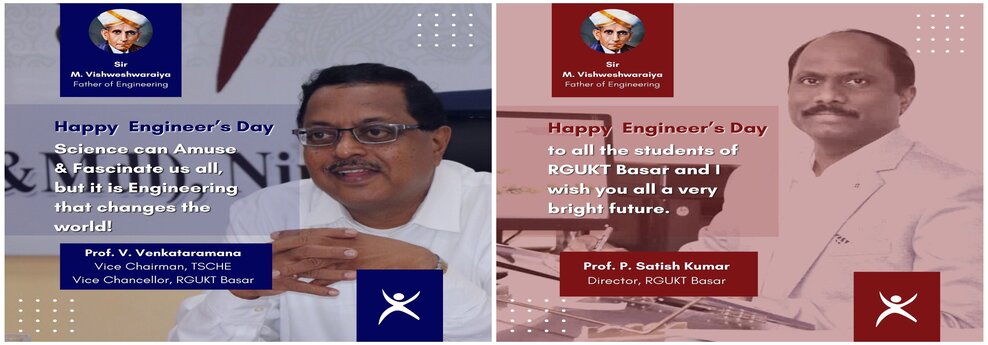 Sir
M. Vishweshwaraiya
Father of Engineering
Happy Engineer's Day
Science can Amuse
& Fascinate us all,
but it is Engineering
that changes the
world!
Prof. V. Venkataramana
Vice Chairman, TSCHE
Vice Chancellor, RGUKT Basar
Sir
M. Vishweshwaraiya
Father of Engineering
Happy Engineer's Day
to all the students of
RGUKT Basar and I
wish you all a very
bright future.
Prof. P. Satish Kumar
Director, RGUKT Basar